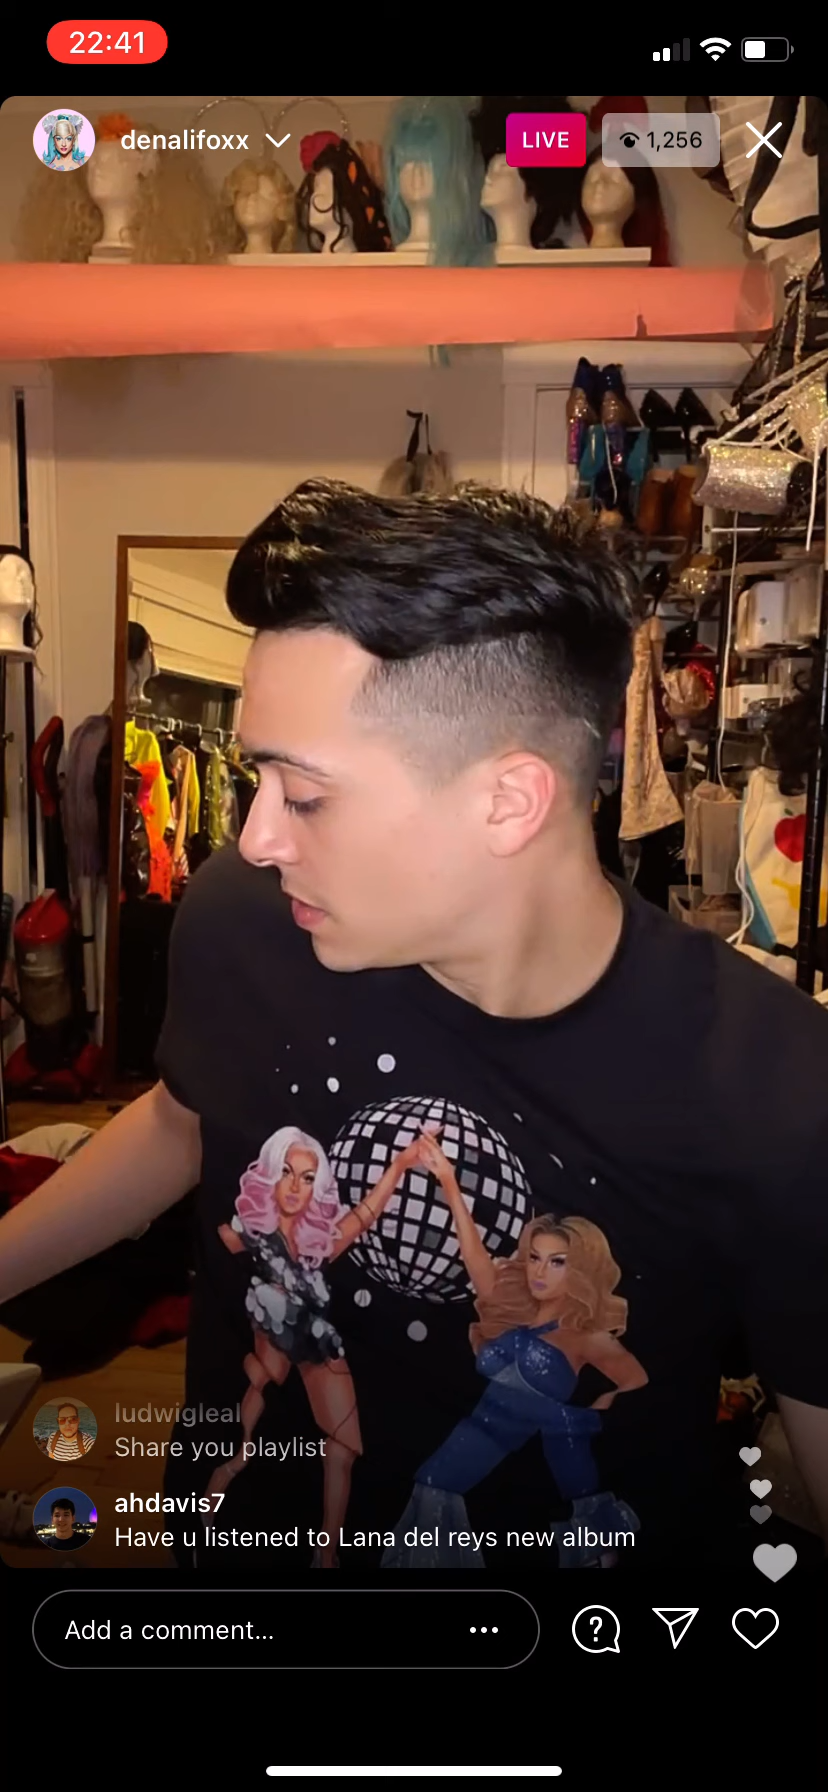 22:41
denalifoxx
LIVE
1,256
ludwigleal
Share you playlist
ahdavis7
Have u listened to Lana del reys new album
Add a comment...